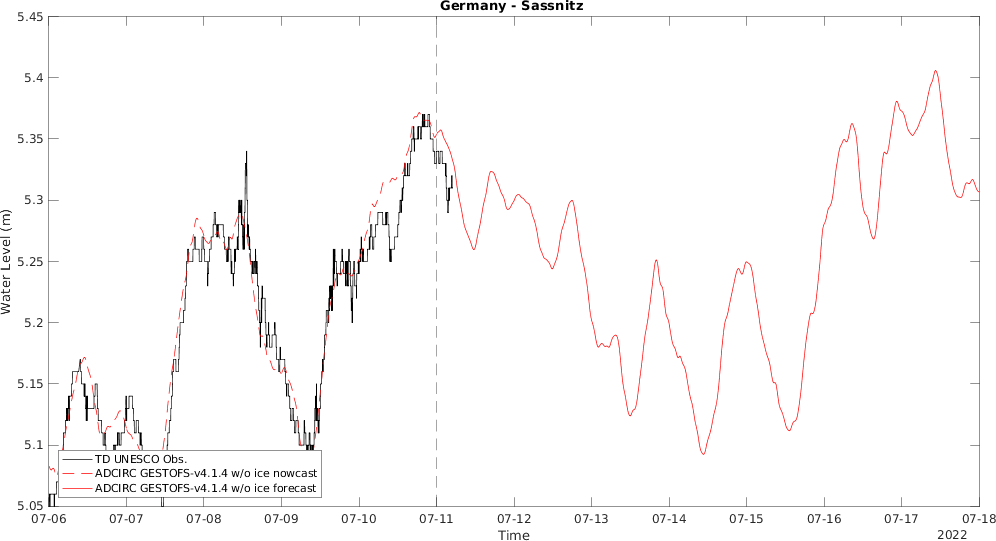 Germany - Sassnitz
Water Level (m)
5.45
5.4
5.35
5.3
5.25
5.2
5.15
5.1
5.05
TD UNESCO Obs.
ADCIRC GESTOFS-v4.1.4 w/o ice nowcast
ADCIRC GESTOFS-v4.1.4 w/o ice forecast
07-06 07-07 07-08 07-09 07-10 07-11 07-12 07-13 07-14 07-15 07-16 07-17 07-18
Time
2022